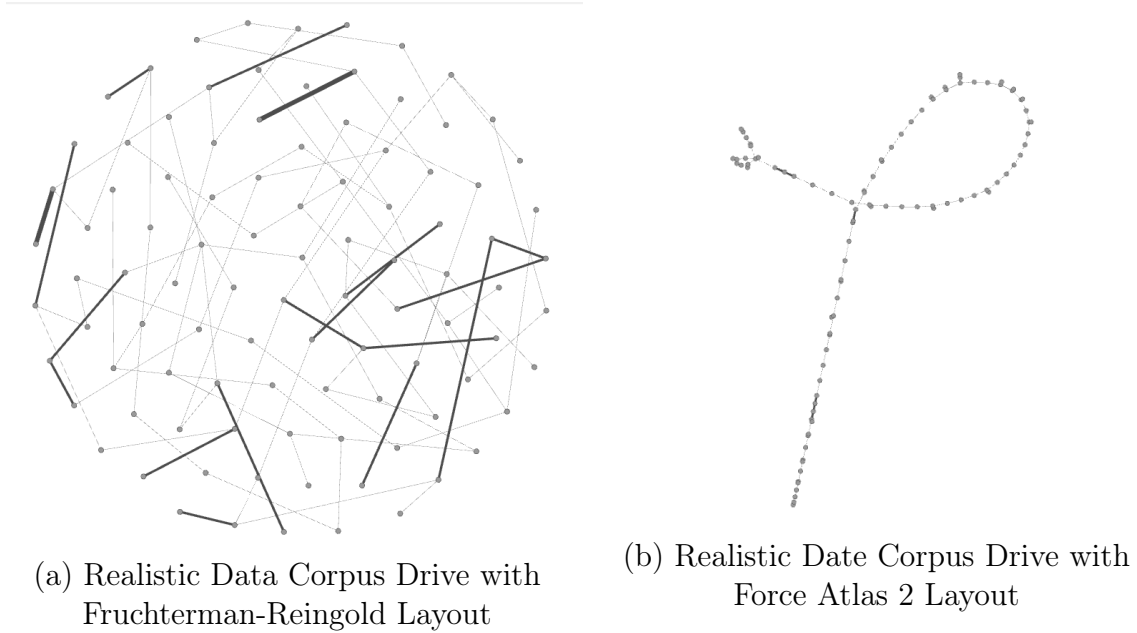 (a) Realistic Data Corpus Drive with
Fruchterman-Reingold Layout
(b) Realistic Date Corpus Drive with
Force Atlas 2 Layout